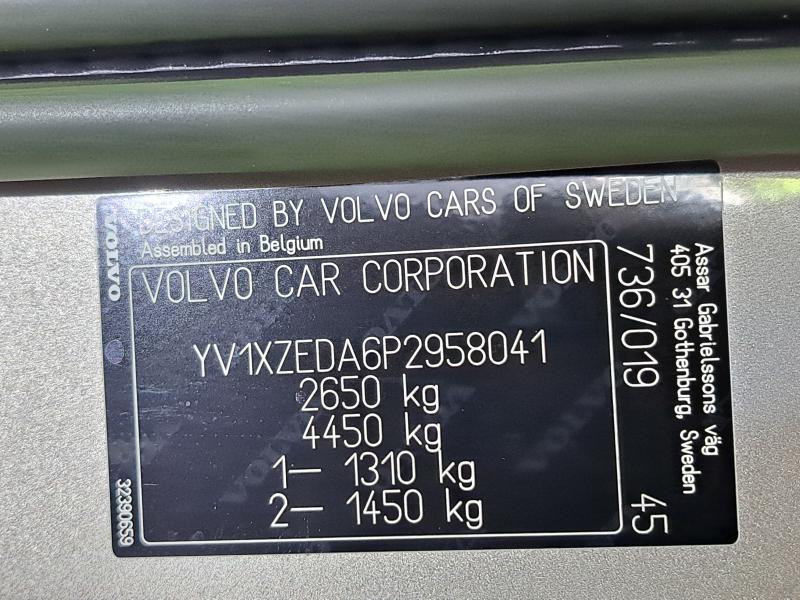 DESIGNED BY VOLVO CARS OF SWEDEN
Assembled in Belgium
VOLVO
VOLVO CAR CORPORATION
YV1XZEDA6P2958041
2650 kg
4450 kg
1– 1310 kg
2– 1450 kg
736/019
45
Assar Gabrielssons väg
405 31 Gothenburg, Sweden
32390659